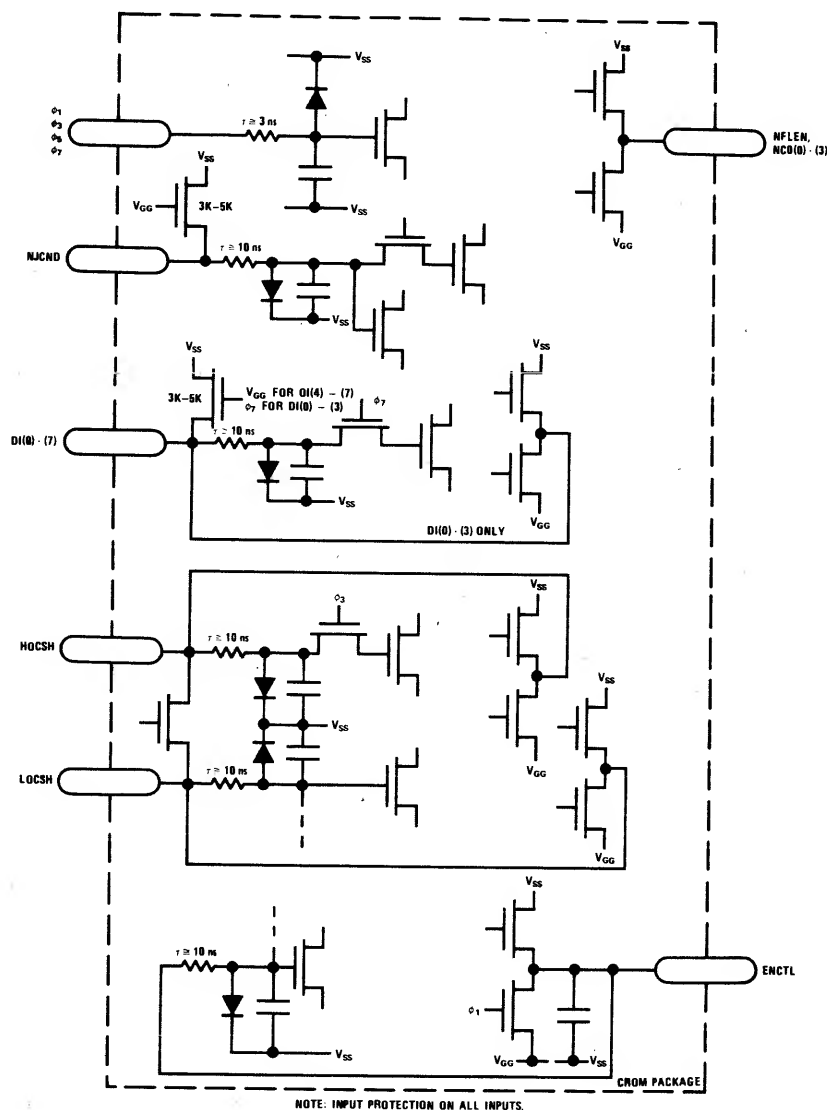 VSS
φ1
φ3
φ5
φ7
τ ≅ 3 ns
VSS
VSS
NFLEN,
NCO(0) - (3)
VGG
VSS
VGG
3K–5K
NJCND
τ ≅ 10 ns
VSS
VSS
3K–5K
VGG FOR OI(4) – (7)
φ7 FOR DI(0) – (3)
φ7
VSS
DI(0) - (7)
τ ≅ 10 ns
VSS
VGG
DI(0) - (3) ONLY
φ3
VSS
HOCSH
τ ≅ 10 ns
VSS
VSS
VGG
LOCSH
τ ≅ 10 ns
VGG
VSS
τ ≅ 10 ns
ENCTL
φ1
VSS
VGG
VSS
CROM PACKAGE
NOTE: INPUT PROTECTION ON ALL INPUTS.